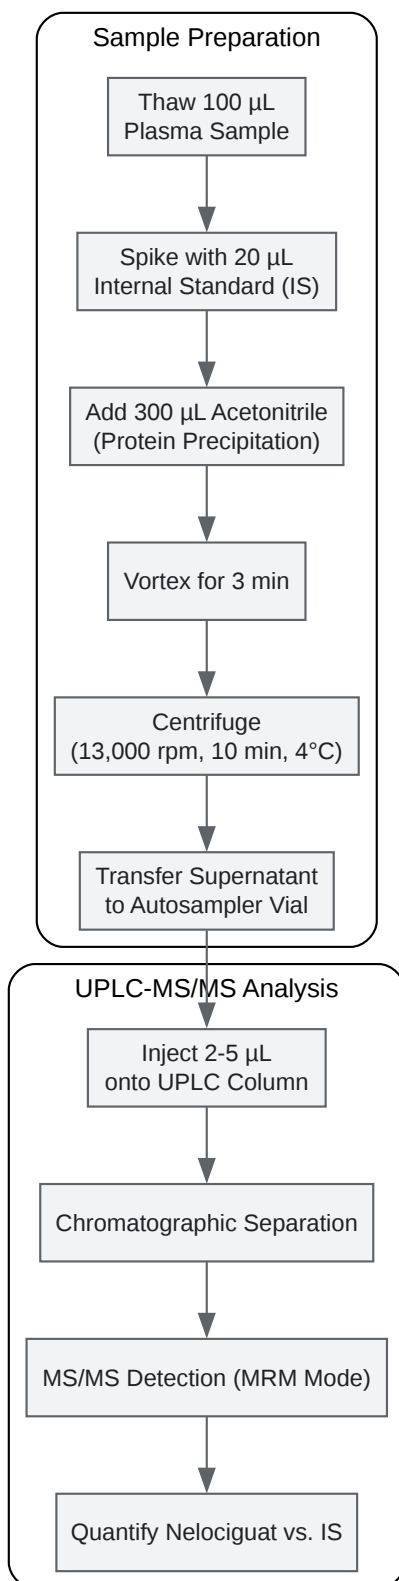 Sample Preparation
Thaw 100 µL
Plasma Sample
Spike with 20 µL
Internal Standard (IS)
Add 300 µL Acetonitrile
(Protein Precipitation)
Vortex for 3 min
Centrifuge
(13,000 rpm, 10 min, 4°C)
Transfer Supernatant
to Autosampler Vial
UPLC-MS/MS Analysis
Inject 2-5 µL
onto UPLC Column
Chromatographic Separation
MS/MS Detection (MRM Mode)
Quantify Nelociguat vs. IS